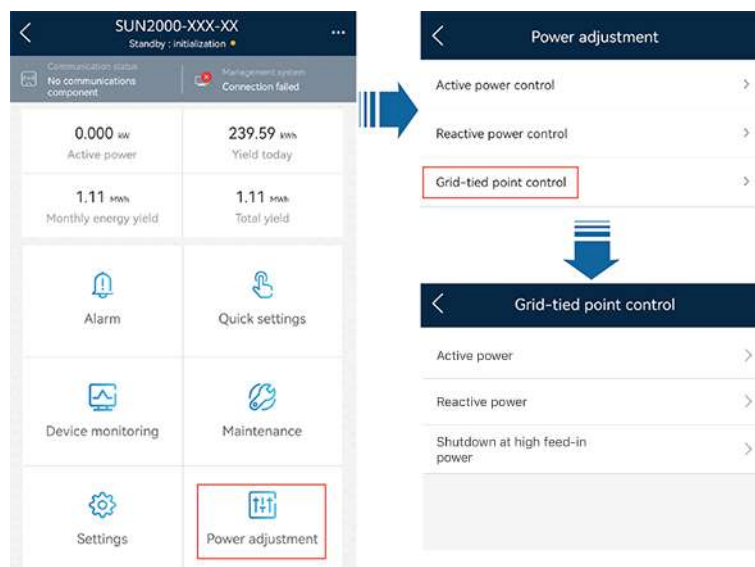 SUN2000-XXX-XX
Standby : initialization
Communication status
No communications
component
Management system
Connection failed
0.000 kW
Active power
239.59 kWh
Yield today
1.11 MWh
Monthly energy yield
1.11 MWh
Total yield
Alarm
Quick settings
Device monitoring
Maintenance
Settings
Power adjustment
Power adjustment
Active power control
Reactive power control
Grid-tied point control
Grid-tied point control
Active power
Reactive power
Shutdown at high feed-in
power